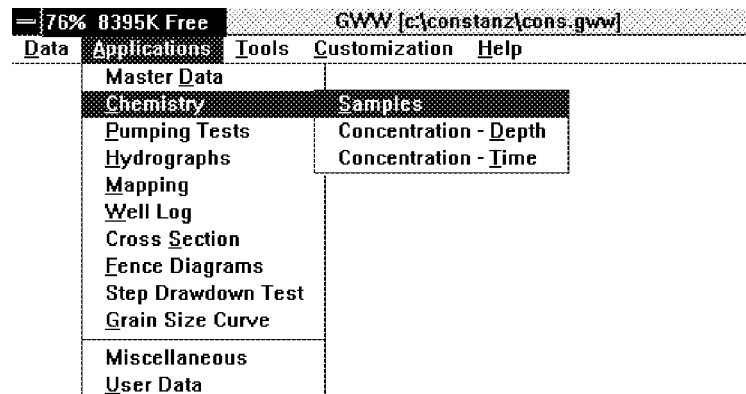 76% 8395K Free GWW [c:\constanz\cons.gww]
Data Applications Tools Customization Help
Master Data
Chemistry Samples
Pumping Tests Concentration - Depth
Hydrographs Concentration - Time
Mapping
Well Log
Cross Section
Fence Diagrams
Step Drawdown Test
Grain Size Curve
Miscellaneous
User Data